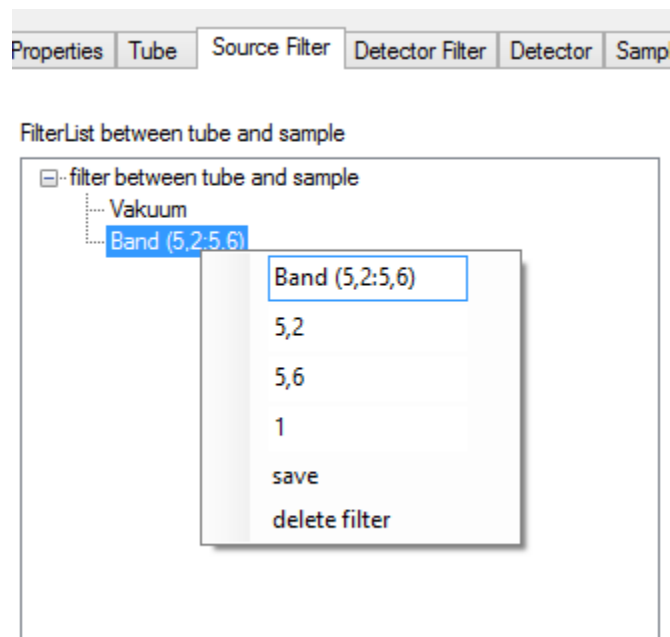 Properties Tube Source Filter Detector Filter Detector Samp
FilterList between tube and sample
filter between tube and sample
Vakuum
Band (5,2:5,6)
Band (5,2:5,6)
5,2
5,6
1
save
delete filter